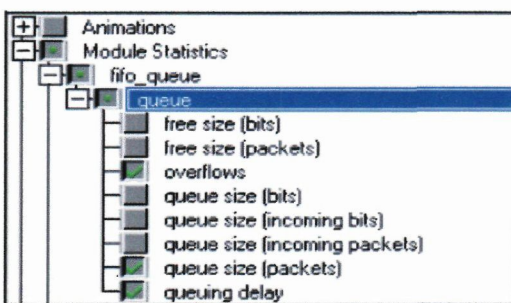 Animations
Module Statistics
fifo_queue
queue
free size (bits)
free size (packets)
overflows
queue size (bits)
queue size (incoming bits)
queue size (incoming packets)
queue size (packets)
queuing delay